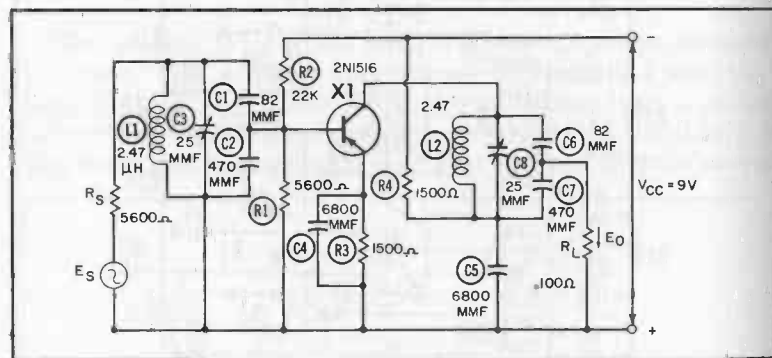 R2
22K
2N1516
X1
C1
82
MMF
C3
25
MMF
C2
470
MMF
L1
2.47
μH
RS
5600Ω
ES
R1
5600Ω
6800
MMF
C4
R3
1500Ω
R4
1500Ω
2.47
L2
C6
82
MMF
C8
25
MMF
C7
470
MMF
C5
6800
MMF
RL
EO
100Ω
VCC = 9V
−
+